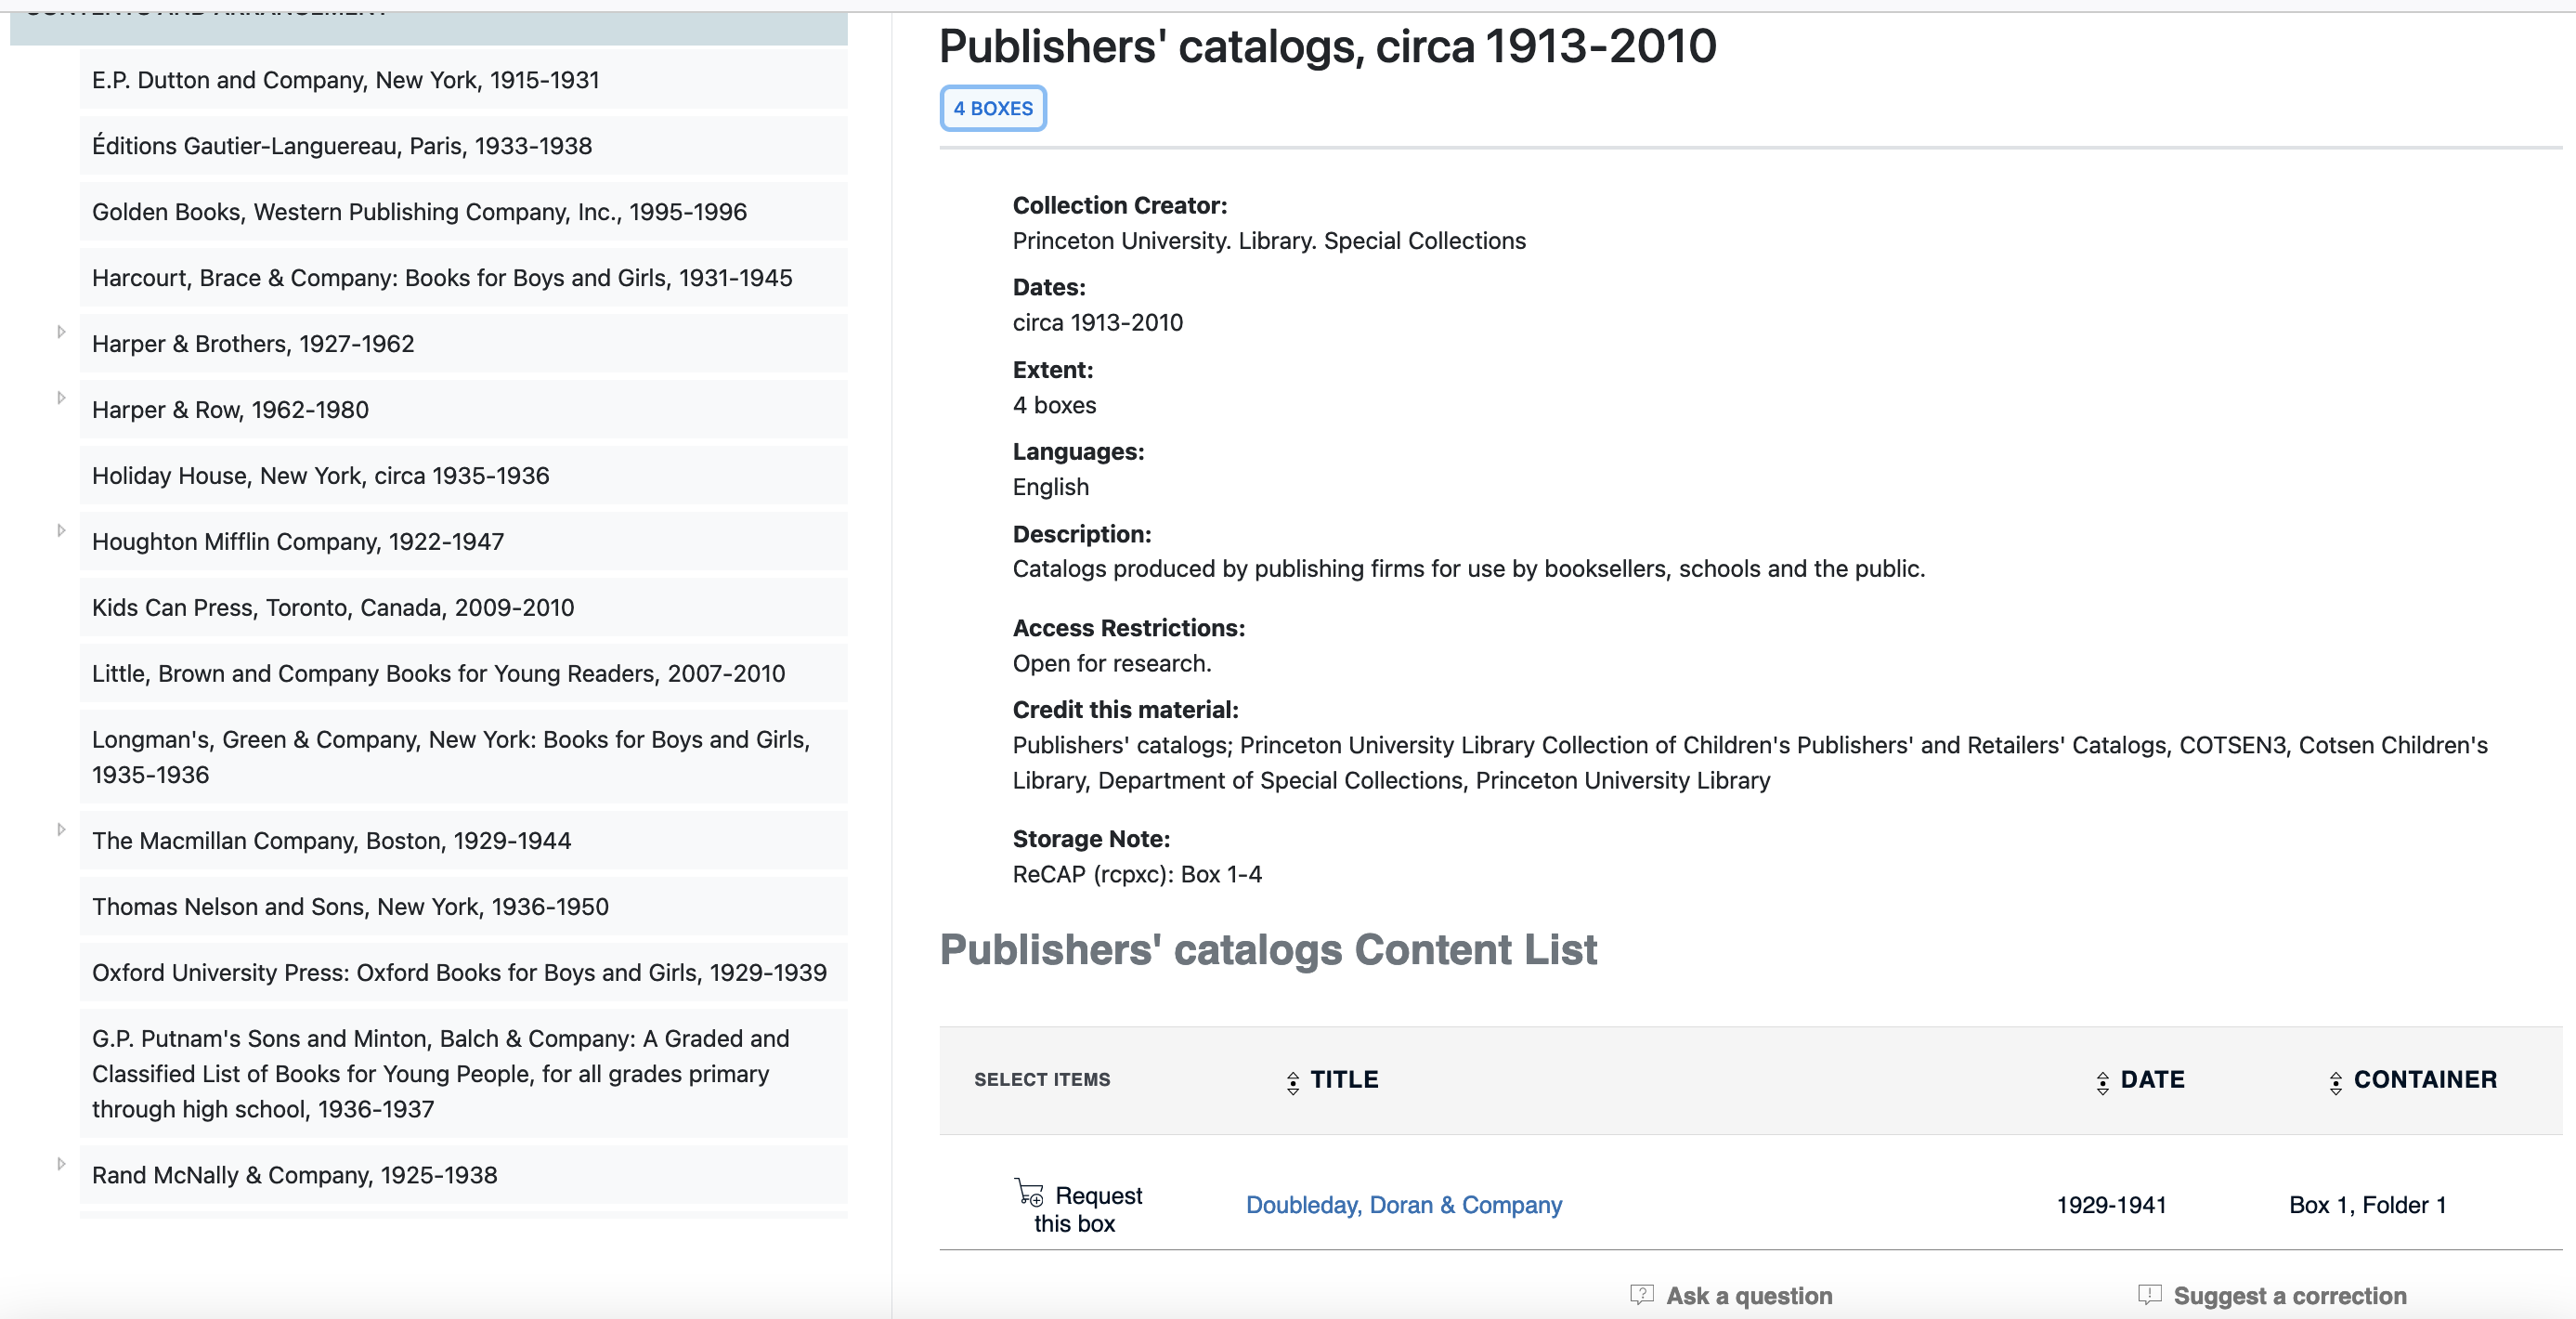 E.P. Dutton and Company, New York, 1915-1931
Éditions Gautier-Languereau, Paris, 1933-1938
Golden Books, Western Publishing Company, Inc., 1995-1996
Harcourt, Brace & Company: Books for Boys and Girls, 1931-1945
Harper & Brothers, 1927-1962
Harper & Row, 1962-1980
Holiday House, New York, circa 1935-1936
Houghton Mifflin Company, 1922-1947
Kids Can Press, Toronto, Canada, 2009-2010
Little, Brown and Company Books for Young Readers, 2007-2010
Longman's, Green & Company, New York: Books for Boys and Girls,
1935-1936
The Macmillan Company, Boston, 1929-1944
Thomas Nelson and Sons, New York, 1936-1950
Oxford University Press: Oxford Books for Boys and Girls, 1929-1939
G.P. Putnam's Sons and Minton, Balch & Company: A Graded and
Classified List of Books for Young People, for all grades primary
through high school, 1936-1937
Rand McNally & Company, 1925-1938
Publishers' catalogs, circa 1913-2010
4 BOXES
Collection Creator:
Princeton University. Library. Special Collections
Dates:
circa 1913-2010
Extent:
4 boxes
Languages:
English
Description:
Catalogs produced by publishing firms for use by booksellers, schools and the public.
Access Restrictions:
Open for research.
Credit this material:
Publishers' catalogs; Princeton University Library Collection of Children's Publishers' and Retailers' Catalogs, COTSEN3, Cotsen Children's
Library, Department of Special Collections, Princeton University Library
Storage Note:
ReCAP (rcpxc): Box 1-4
Publishers' catalogs Content List
SELECT ITEMS TITLE DATE CONTAINER
Request
this box
Doubleday, Doran & Company 1929-1941 Box 1, Folder 1
Ask a question Suggest a correction